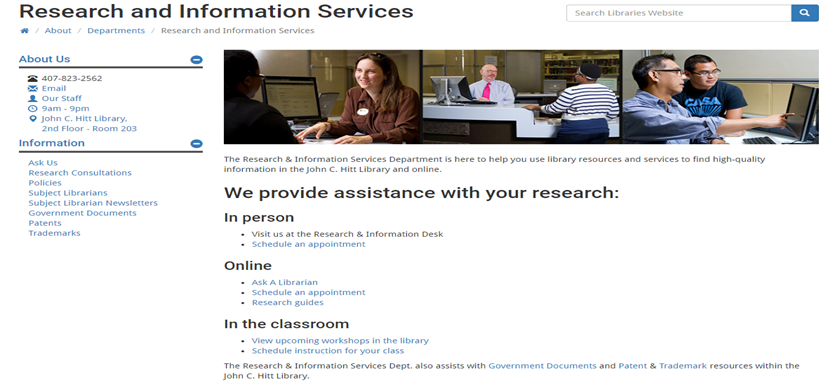 Research and Information Services
Search Libraries Website
/ About / Departments / Research and Information Services
About Us
407-823-2562
Email
Our Staff
9am - 9pm
John C. Hitt Library,
2nd Floor - Room 203
Information
Ask Us
Research Consultations
Policies
Subject Librarians
Subject Librarian Newsletters
Government Documents
Patents
Trademarks
The Research & Information Services Department is here to help you use library resources and services to find high-quality
information in the John C. Hitt Library and online.
We provide assistance with your research:
In person
• Visit us at the Research & Information Desk
• Schedule an appointment
Online
• Ask A Librarian
• Schedule an appointment
• Research guides
In the classroom
• View upcoming workshops in the library
• Schedule instruction for your class
The Research & Information Services Dept. also assists with Government Documents and Patent & Trademark resources within the
John C. Hitt Library.